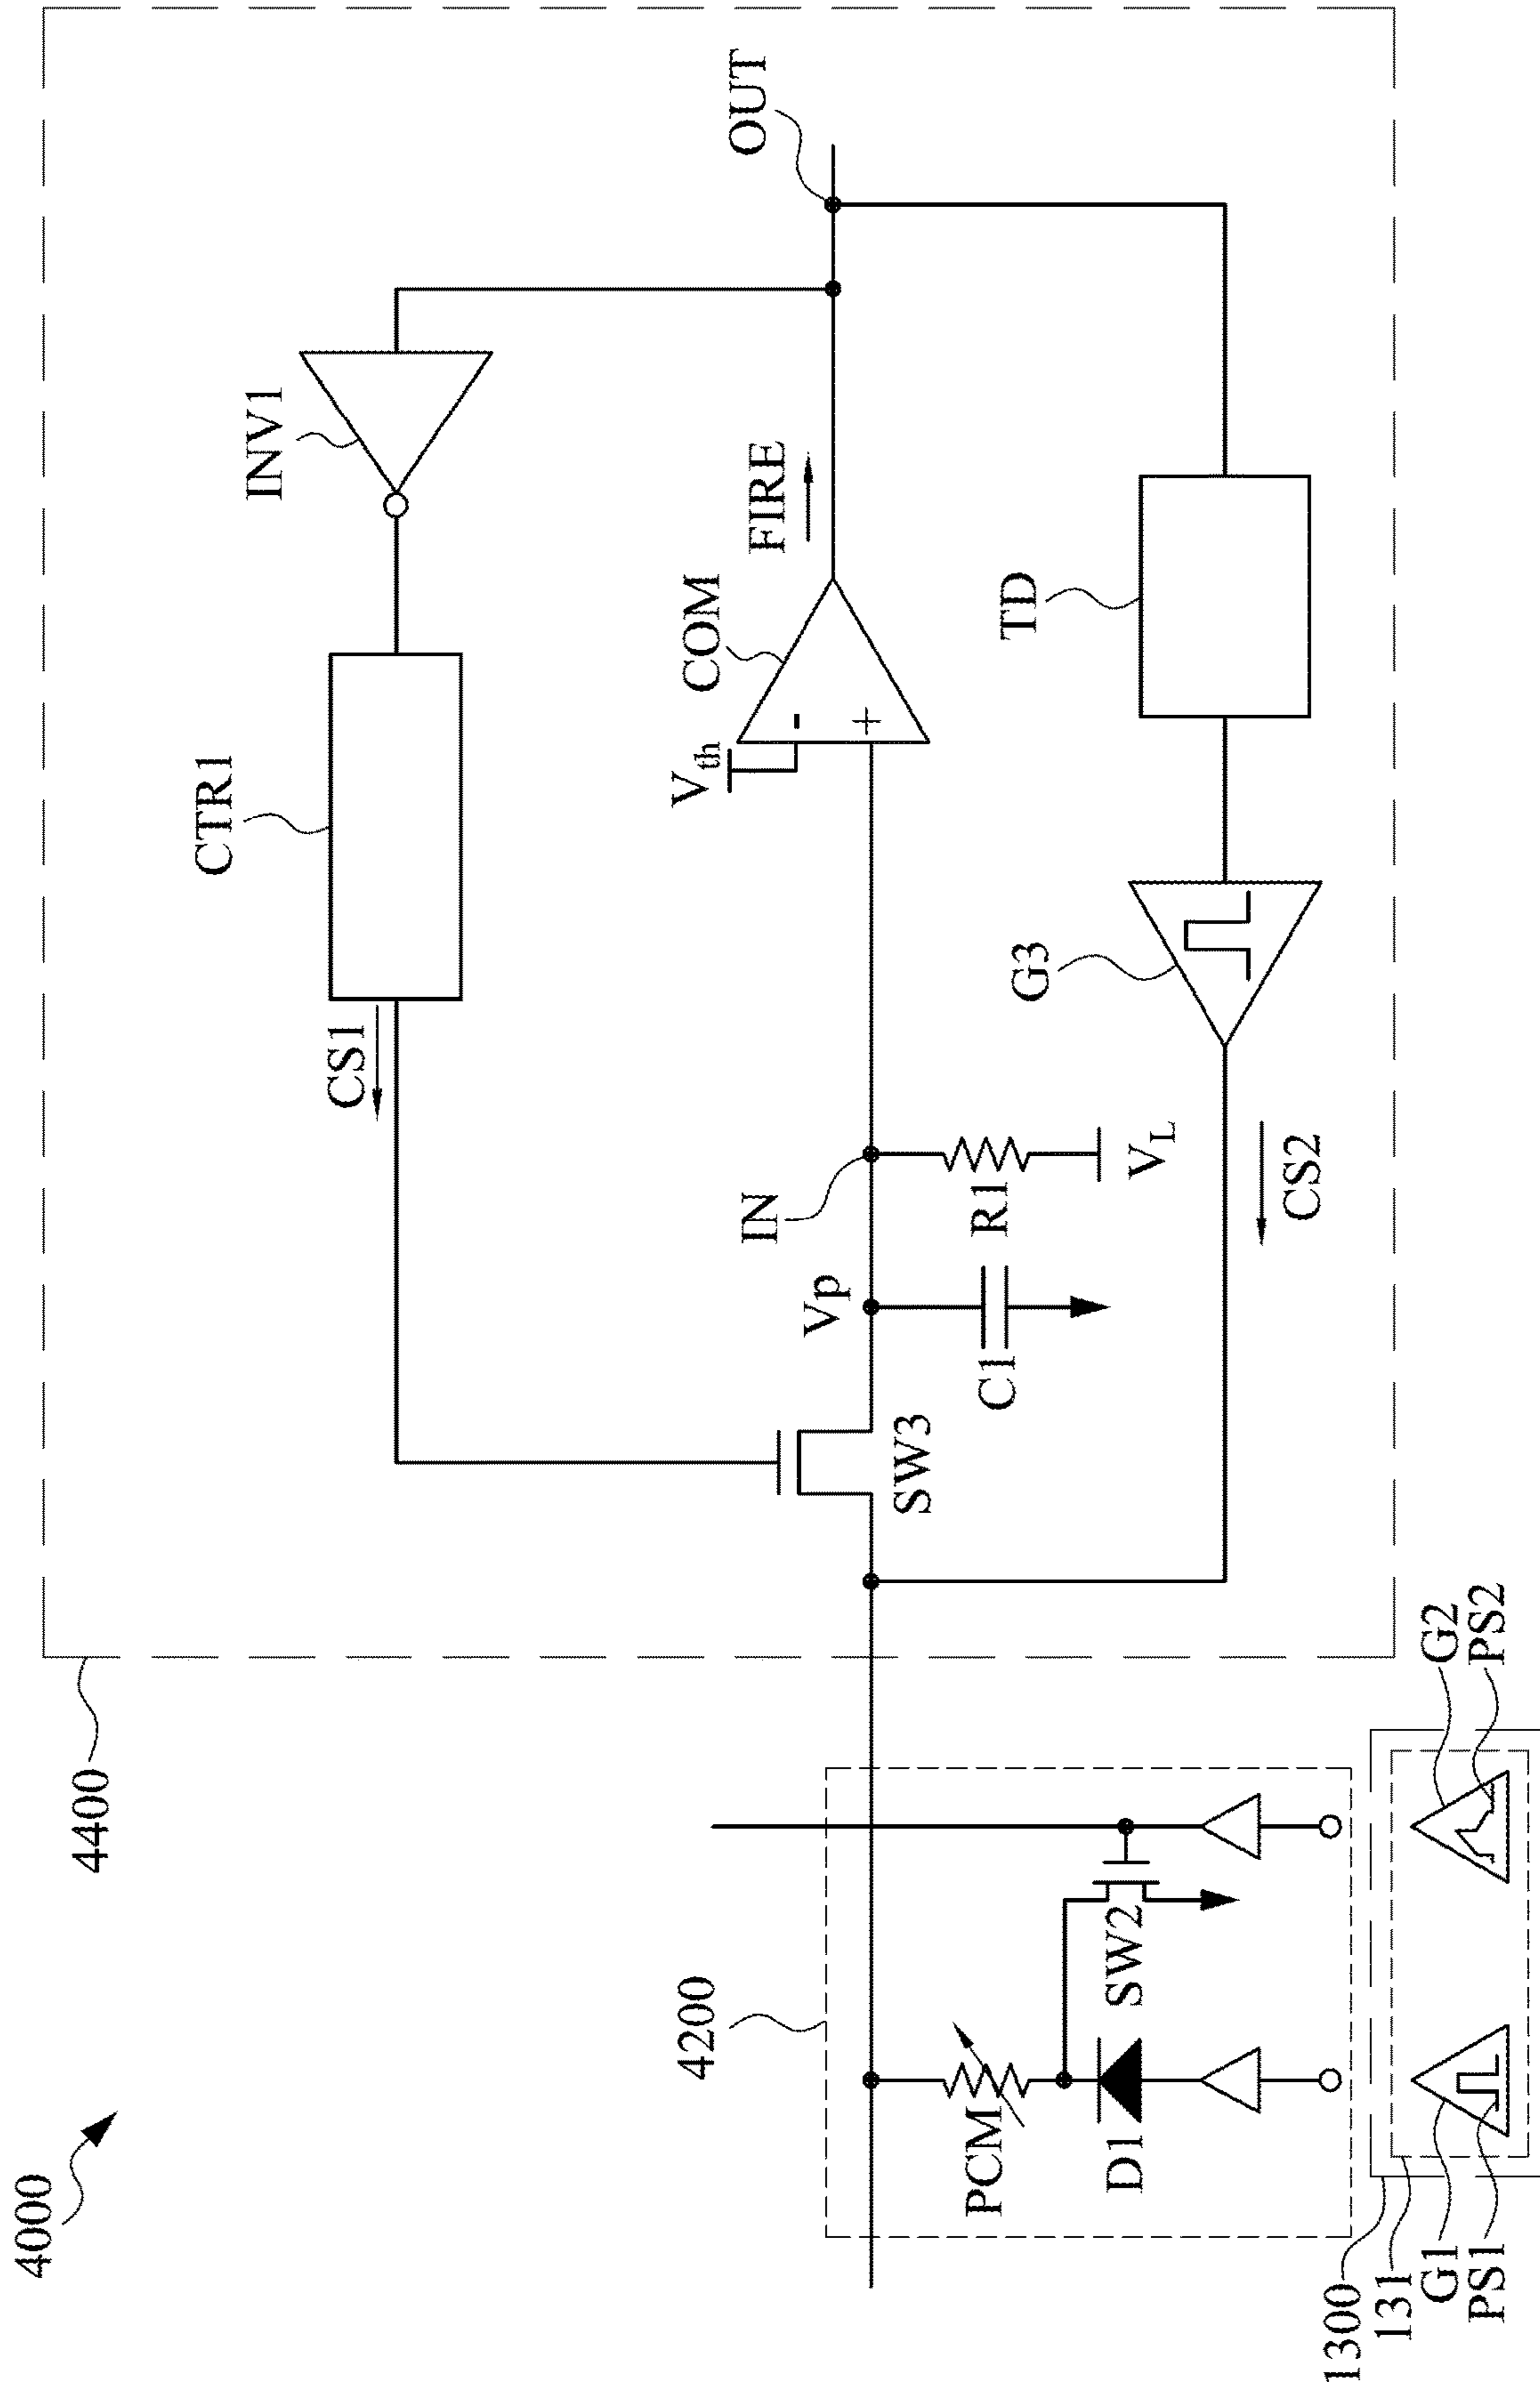 4000
4400
4200
CTR1
INV1
CS1
OUT
FIRE
COM
Vth
-
+
IN
Vp
SW3
C1
R1
VL
TD
G3
CS2
PCM
D1
SW2
1300
131
G1
PS1
G2
PS2